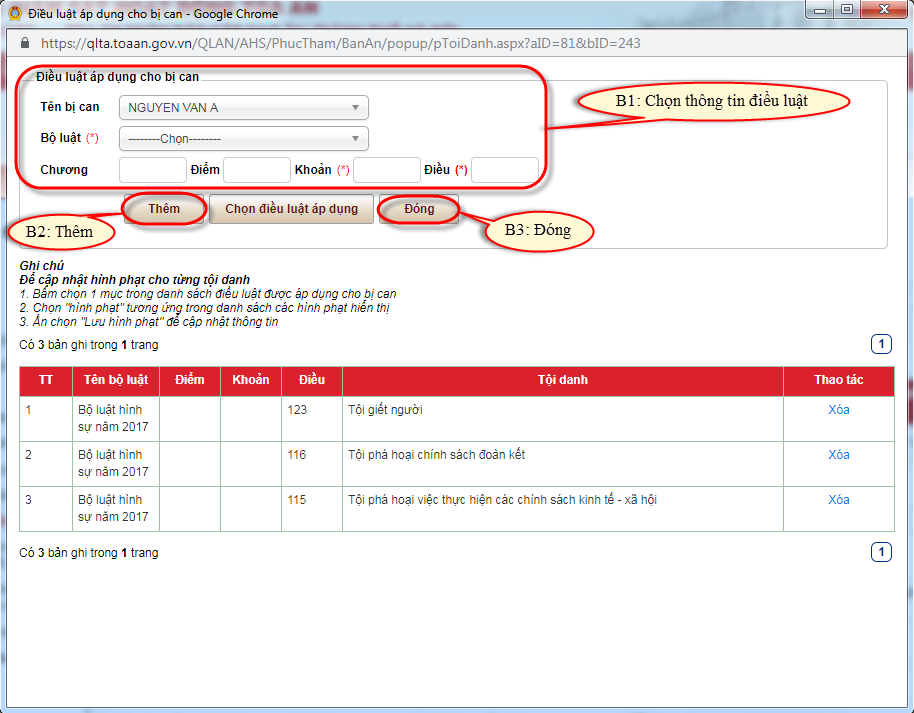 Điều luật áp dụng cho bị can - Google Chrome
https://qlta.toaan.gov.vn/QLAN/AHS/PhucTham/BanAn/popup/pToiDanh.aspx?aID=81&bID=243
Điều luật áp dụng cho bị can
Tên bị can NGUYEN VAN A
B1: Chọn thông tin điều luật
Bộ luật (*) --------Chọn--------
Chương Điểm Khoản (*) Điều (*)
Thêm Chọn điều luật áp dụng Đóng
B2: Thêm B3: Đóng
Ghi chú
Để cập nhật hình phạt cho từng tội danh
1. Bấm chọn 1 mục trong danh sách điều luật được áp dụng cho bị can
2. Chọn "hình phạt" tương ứng trong danh sách các hình phạt hiển thị
3. Ấn chọn "Lưu hình phạt" để cập nhật thông tin
Có 3 bản ghi trong 1 trang 1
TT Tên bộ luật Điểm Khoản Điều Tội danh Thao tác
1 Bộ luật hình 123 Tội giết người Xóa
sự năm 2017
2 Bộ luật hình 116 Tội phá hoại chính sách đoàn kết Xóa
sự năm 2017
3 Bộ luật hình 115 Tội phá hoại việc thực hiện các chính sách kinh tế - xã hội Xóa
sự năm 2017
Có 3 bản ghi trong 1 trang 1